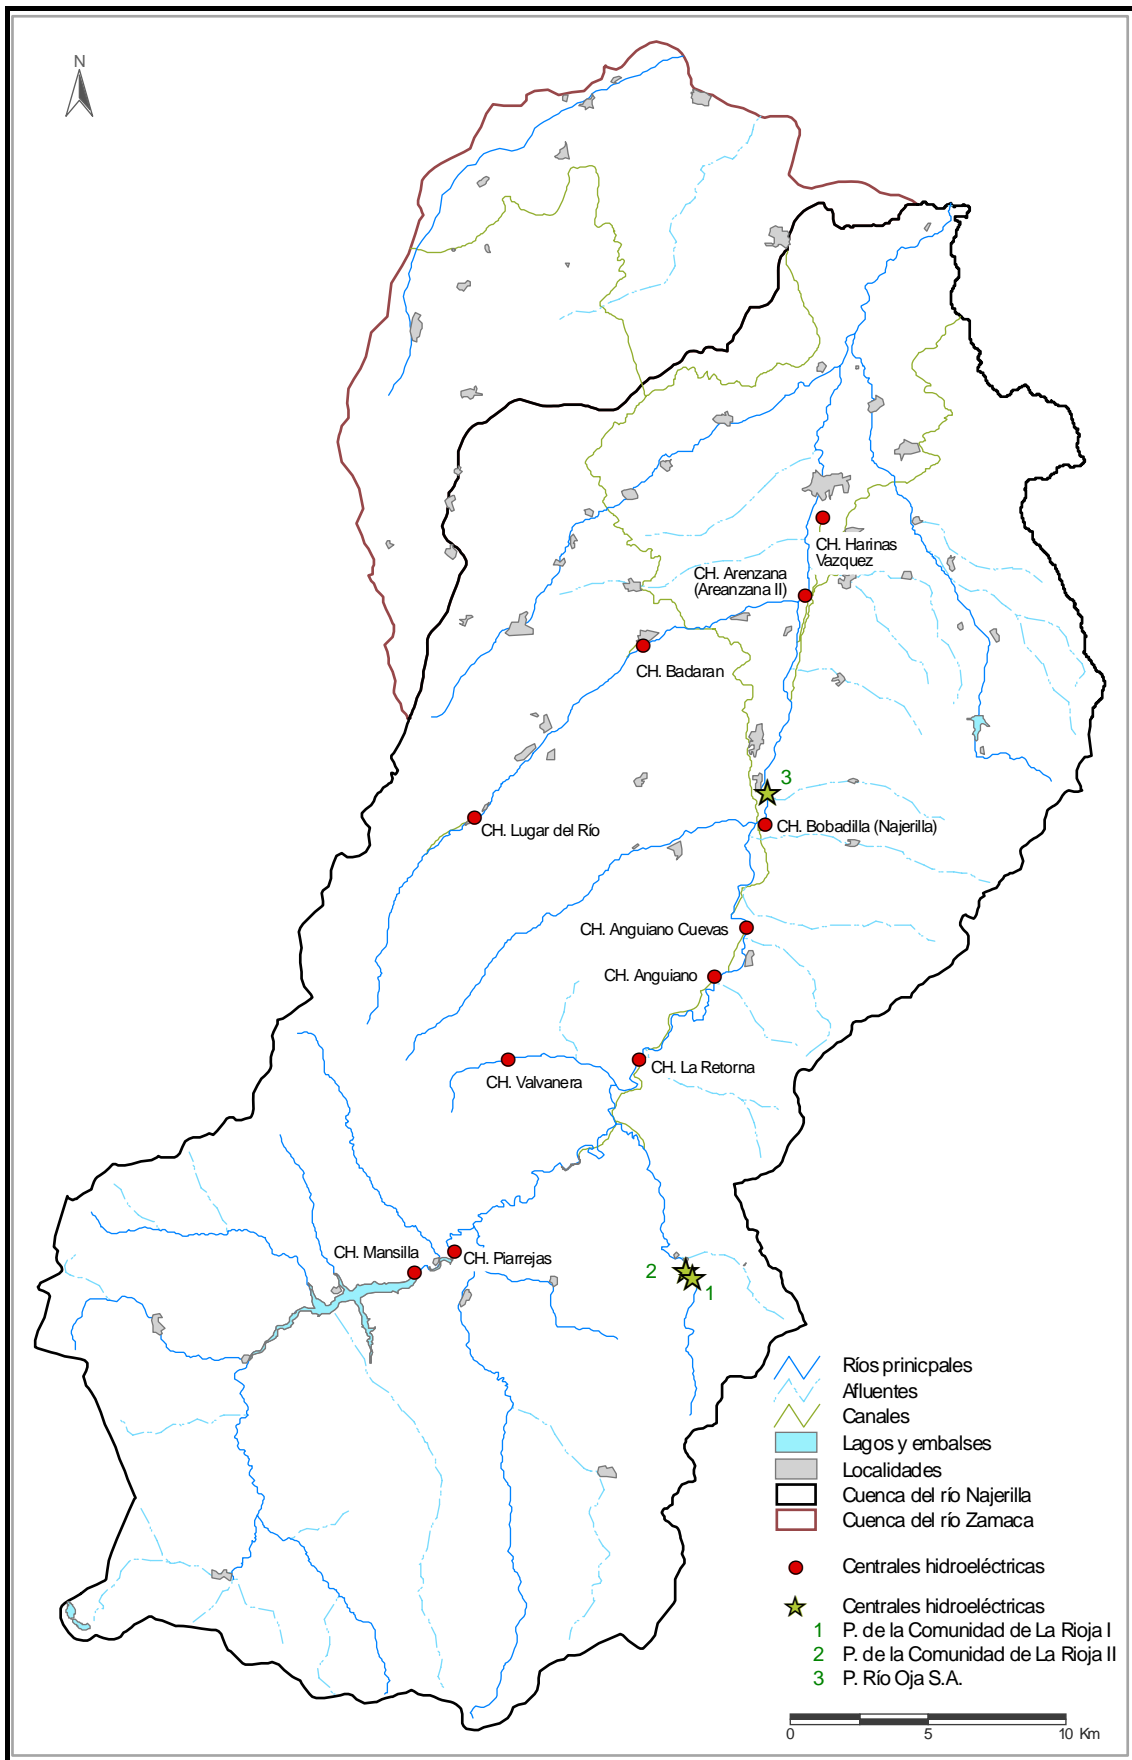 N
CH. Harinas
Vazquez
CH. Arenzana
(Areanzana II)
CH. Badaran
3
CH. Lugar del Río
CH. Bobadilla (Najerilla)
CH. Anguiano Cuevas
CH. Anguiano
CH. La Retorna
CH. Valvanera
CH. Mansilla
CH. Piarrejas
2
1
Ríos prinicpales
Afluentes
Canales
Lagos y embalses
Localidades
Cuenca del río Najerilla
Cuenca del río Zamaca
Centrales hidroeléctricas
Centrales hidroeléctricas
1 P. de la Comunidad de La Rioja I
2 P. de la Comunidad de La Rioja II
3 P. Río Oja S.A.
0 5 10 Km